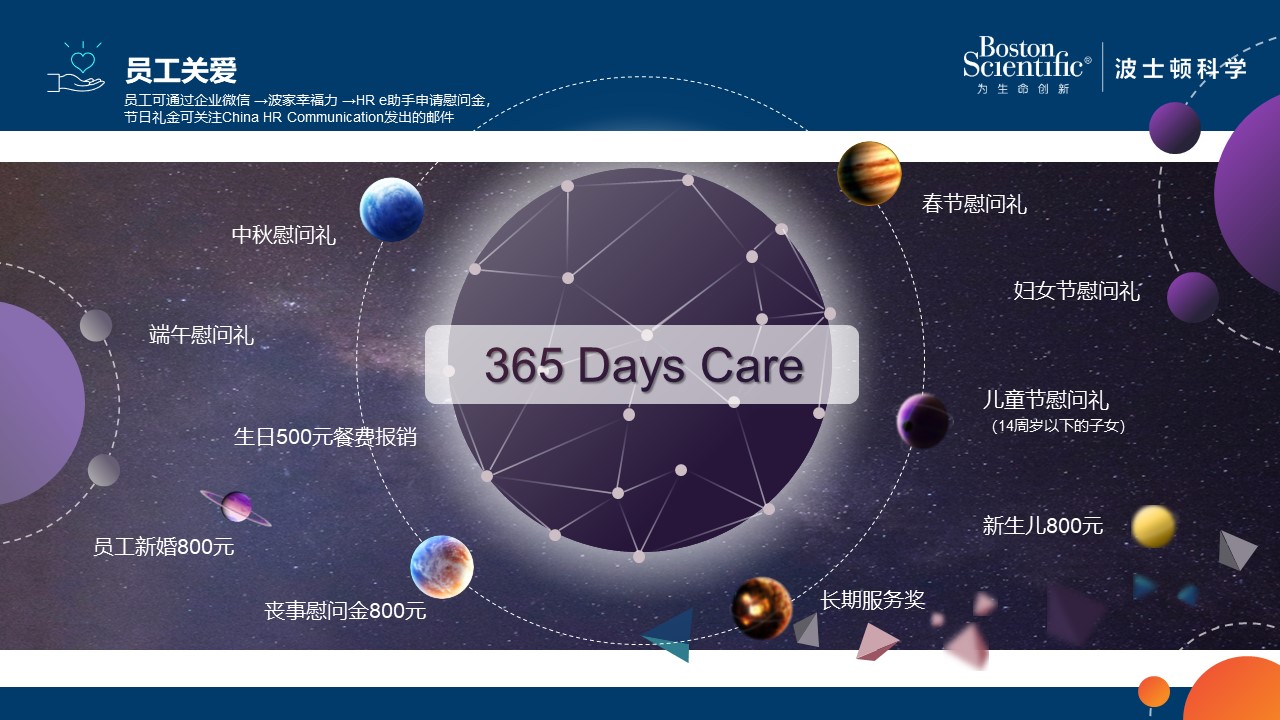 员工关爱
员工可通过企业微信→波家幸福力→HR e助手申请慰问金,
节日礼金可关注China HR Communication发出的邮件
Boston
Scientific®
为生命创新
波士顿科学
中秋慰问礼
端午慰问礼
生日500元餐费报销
员工新婚800元
丧事慰问金800元
365 Days Care
春节慰问礼
妇女节慰问礼
儿童节慰问礼
(14周岁以下的子女)
新生儿800元
长期服务奖